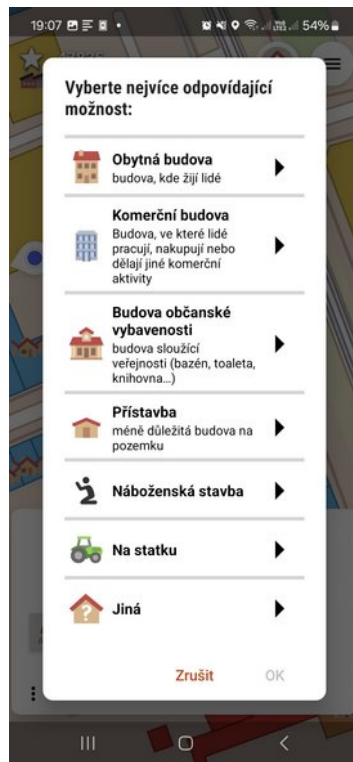 19:07
54%
Vyberte nejvíce odpovídající
možnost:
Obytná budova
budova, kde žijí lidé
Komerční budova
Budova, ve které lidé
pracují, nakupují nebo
dělají jiné komerční
aktivity
Budova občanské
vybavenosti
budova sloužící
veřejnosti (bazén, toaleta,
knihovna...)
Přístavba
méně důležitá budova na
pozemku
Náboženská stavba
Na statku
?
Jiná
Zrušit
OK